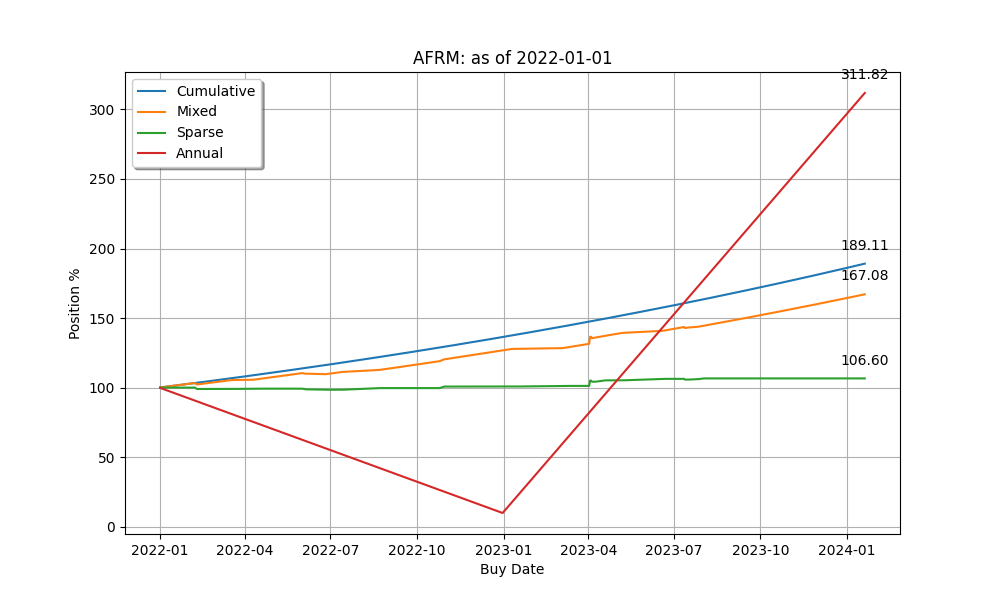 AFRM: as of 2022-01-01
311.82
Cumulative
Mixed
Sparse
Annual
300
250
200
189.11
167.08
150
106.60
100
50
0
Position %
2022-01
2022-04
2022-07
2022-10
2023-01
2023-04
2023-07
2023-10
2024-01
Buy Date